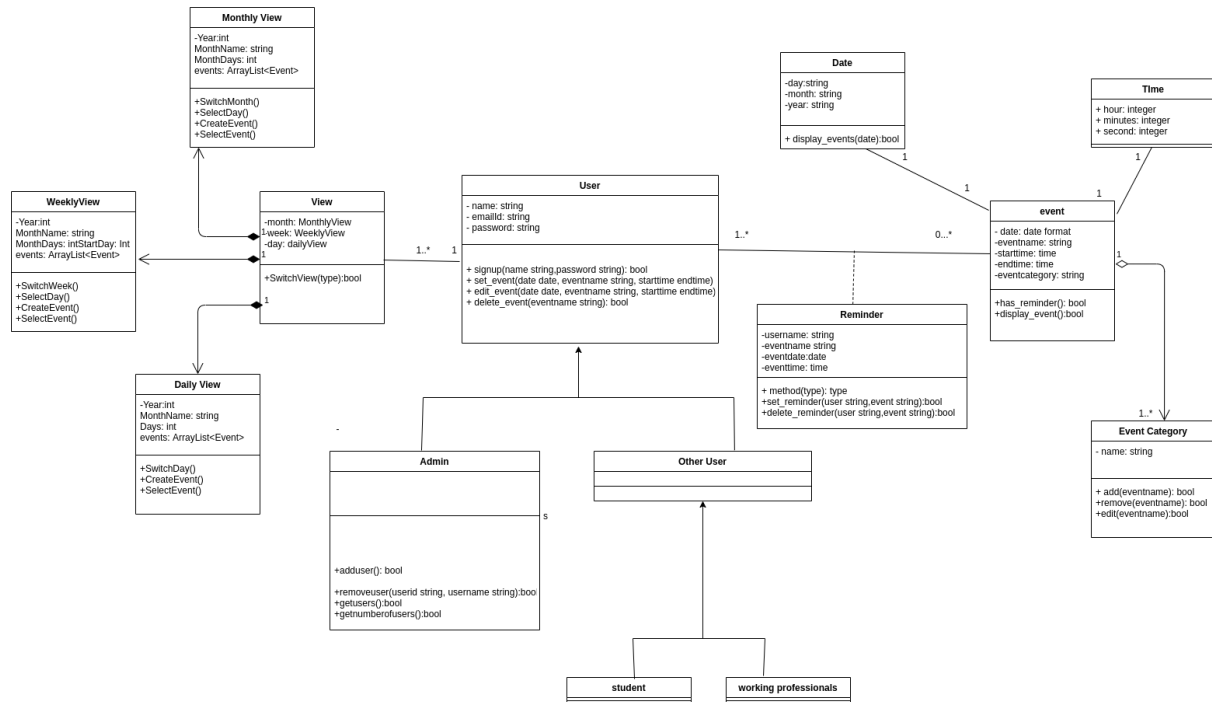 Monthly View
-Year:int
MonthName: string
MonthDays: int
events: ArrayList<Event>
+SwitchMonth()
+SelectDay()
+CreateEvent()
+SelectEvent()
Date
-day:string
-month: string
-year: string
+ display_events(date):bool
TIme
+ hour: integer
+ minutes: integer
+ second: integer
1
1
1
1
WeeklyView
-Year:int
MonthName: string
MonthDays: intStartDay: Int
events: ArrayList<Event>
+SwitchWeek()
+SelectDay()
+CreateEvent()
+SelectEvent()
View
-month: MonthlyView
-week: WeeklyView
-day: dailyView
+SwitchView(type):bool
1
1
1
1..*
1
User
- name: string
- emailId: string
- password: string
+ signup(name string,password string): bool
+ set_event(date date, eventname string, starttime endtime)
+ edit_event(date date, eventname string, starttime endtime)
+ delete_event(eventname string): bool
1..*
0...*
event
- date: date format
- eventname: string
-starttime: time
-endtime: time
-eventcategory: string
+has_reminder(): bool
+display_event():bool
1
Reminder
-username: string
-eventname string
-eventdate:date
-eventtime: time
+ method(type): type
+set_reminder(user string,event string):bool
+delete_reminder(user string,event string):bool
Daily View
-Year:int
MonthName: string
Days: int
events: ArrayList<Event>
+SwitchDay()
+CreateEvent()
+SelectEvent()
1..*
Event Category
- name: string
+ add(eventname): bool
+remove(eventname): bool
+edit(eventname):bool
-
Admin
s
+adduser(): bool
+removeuser(userid string, username string):bool
+getusers():bool
+getnumberofusers():bool
Other User
student
working professionals